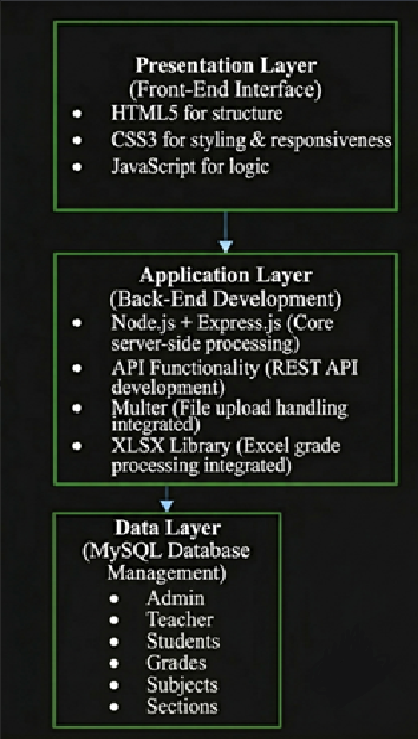 Presentation Layer
(Front-End Interface)
● HTML5 for structure
● CSS3 for styling & responsiveness
● JavaScript for logic
Application Layer
(Back-End Development)
● Node.js + Express.js (Core
server-side processing)
● API Functionality (REST API
development)
● Multer (File upload handling
integrated)
● XLSX Library (Excel grade
processing integrated)
Data Layer
(MySQL Database
Management)
● Admin
● Teacher
● Students
● Grades
● Subjects
● Sections